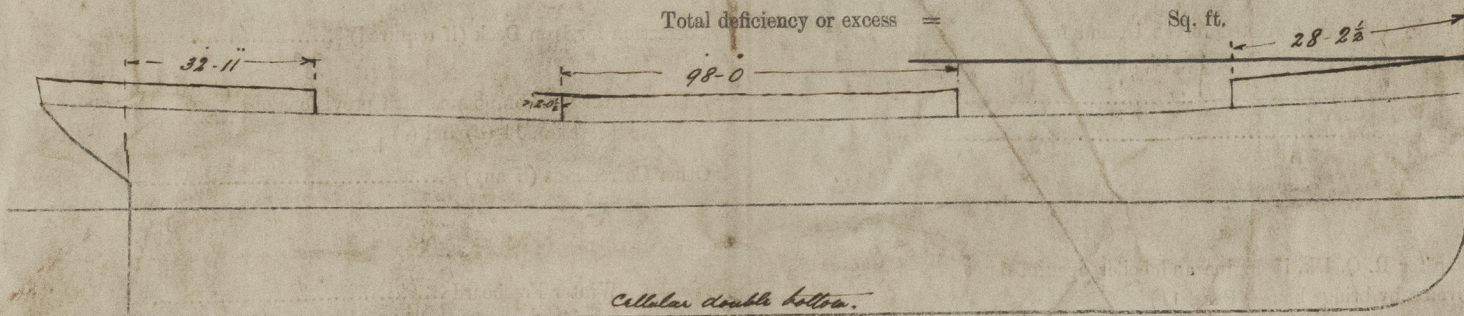 Total deficiency or excess = Sq. ft.
28-2½
32-11
98-0
Cellular double bottom.